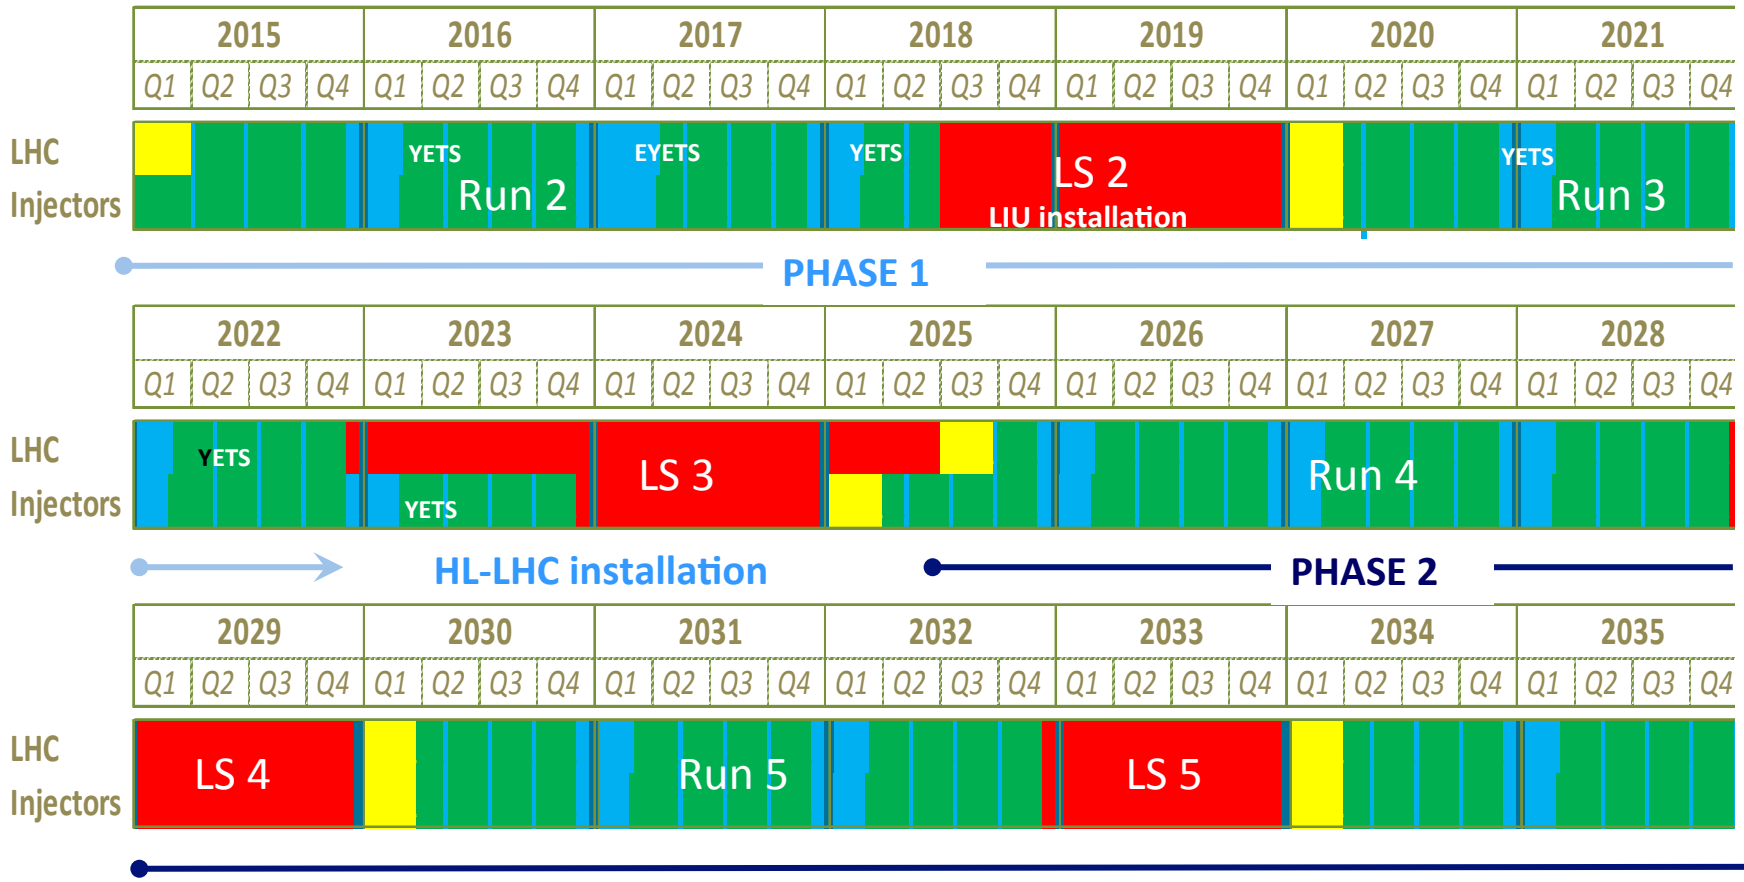 2015 2016 2017 2018 2019 2020 2021
Q1 Q2 Q3 Q4 Q1 Q2 Q3 Q4 Q1 Q2 Q3 Q4 Q1 Q2 Q3 Q4 Q1 Q2 Q3 Q4 Q1 Q2 Q3 Q4 Q1 Q2 Q3 Q4
LHC YETS EYETS YETS LS 2 YETS
Injectors Run 2 LIU installation Run 3
PHASE 1
2022 2023 2024 2025 2026 2027 2028
Q1 Q2 Q3 Q4 Q1 Q2 Q3 Q4 Q1 Q2 Q3 Q4 Q1 Q2 Q3 Q4 Q1 Q2 Q3 Q4 Q1 Q2 Q3 Q4 Q1 Q2 Q3 Q4
LHC YETS LS 3 Run 4
Injectors YETS
HL-LHC installation PHASE 2
2029 2030 2031 2032 2033 2034 2035
Q1 Q2 Q3 Q4 Q1 Q2 Q3 Q4 Q1 Q2 Q3 Q4 Q1 Q2 Q3 Q4 Q1 Q2 Q3 Q4 Q1 Q2 Q3 Q4 Q1 Q2 Q3 Q4
LHC LS 4 Run 5 LS 5
Injectors